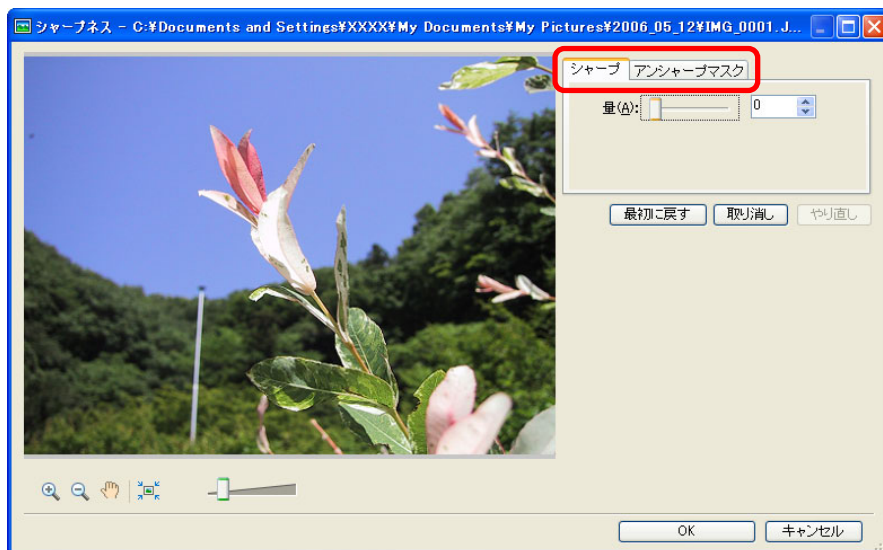 シャープネス - C:¥Documents and Settings¥XXXX¥My Documents¥My Pictures¥2006_05_12¥IMG_0001.J...
シャープ アンシャープマスク
量(A): 0
最初に戻す 取り消し やり直し
OK キャンセル